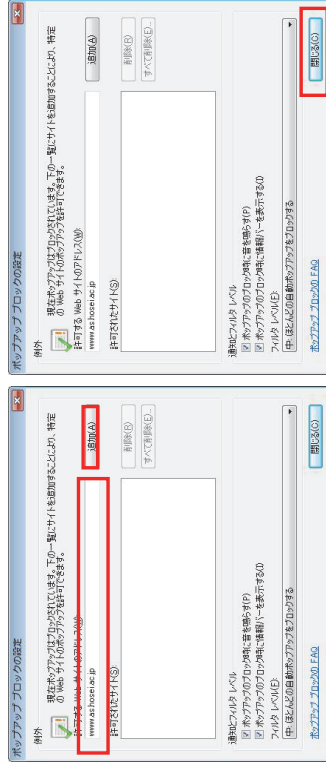 ポップアップ ブロックの設定
例外
現在ポップアップはブロックされています。下の一覧にサイトを追加することにより、特定
の Web サイトのポップアップを許可できます。
許可する Web サイトのアドレス(W):
www.as.hosei.ac.jp
追加(A)
許可されたサイト(S):
削除(R)
すべて削除(E)...
通知とフィルタ レベル
ポップアップのブロック時に音を鳴らす(P)
ポップアップのブロック時に情報バーを表示する(I)
フィルタ レベル(F):
中: ほとんどの自動ポップアップをブロックする
ポップアップ ブロックの FAQ
閉じる(C)
ポップアップ ブロックの設定
例外
現在ポップアップはブロックされています。下の一覧にサイトを追加することにより、特定
の Web サイトのポップアップを許可できます。
許可する Web サイトのアドレス(W):
www.as.hosei.ac.jp
追加(A)
許可されたサイト(S):
削除(R)
すべて削除(E)...
通知とフィルタ レベル
ポップアップのブロック時に音を鳴らす(P)
ポップアップのブロック時に情報バーを表示する(I)
フィルタ レベル(F):
中: ほとんどの自動ポップアップをブロックする
ポップアップ ブロックの FAQ
閉じる(C)